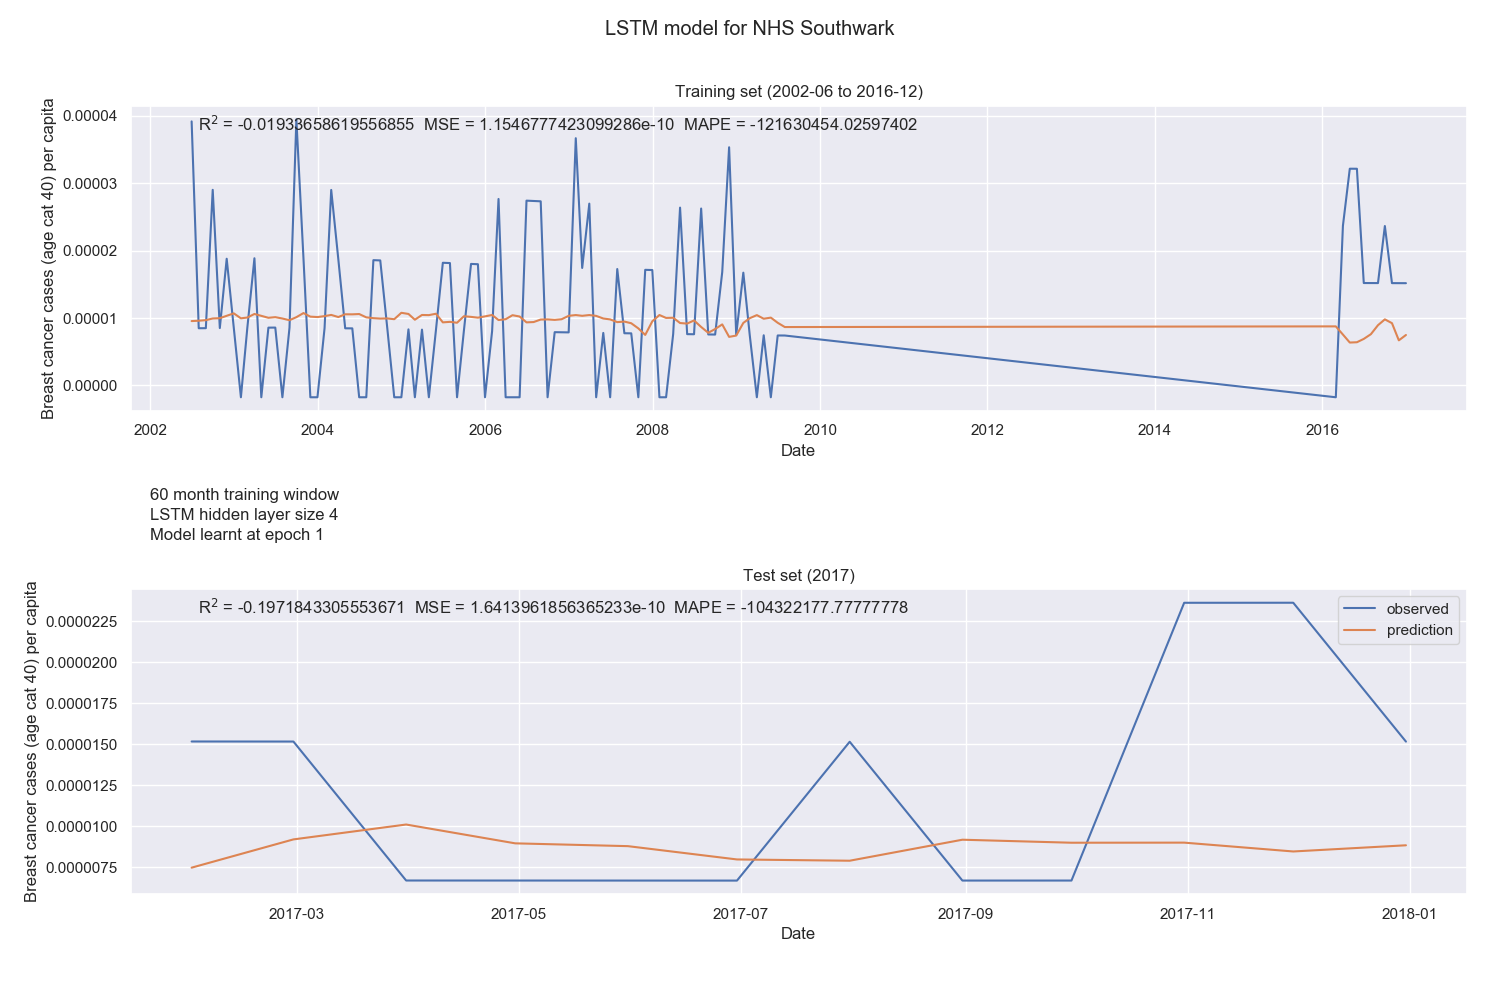 LSTM model for NHS Southwark
Training set (2002-06 to 2016-12)
R² = -0.01933658619556855 MSE = 1.1546777423099286e-10 MAPE = -121630454.02597402
Breast cancer cases (age cat 40) per capita
0.00004
0.00003
0.00002
0.00001
0.00000
2002 2004 2006 2008 2010 2012 2014 2016
Date
60 month training window
LSTM hidden layer size 4
Model learnt at epoch 1
Test set (2017)
R² = -0.1971843305553671 MSE = 1.6413961856365233e-10 MAPE = -104322177.77777778
observed
prediction
Breast cancer cases (age cat 40) per capita
0.0000225
0.0000200
0.0000175
0.0000150
0.0000125
0.0000100
0.0000075
2017-03 2017-05 2017-07 2017-09 2017-11 2018-01
Date